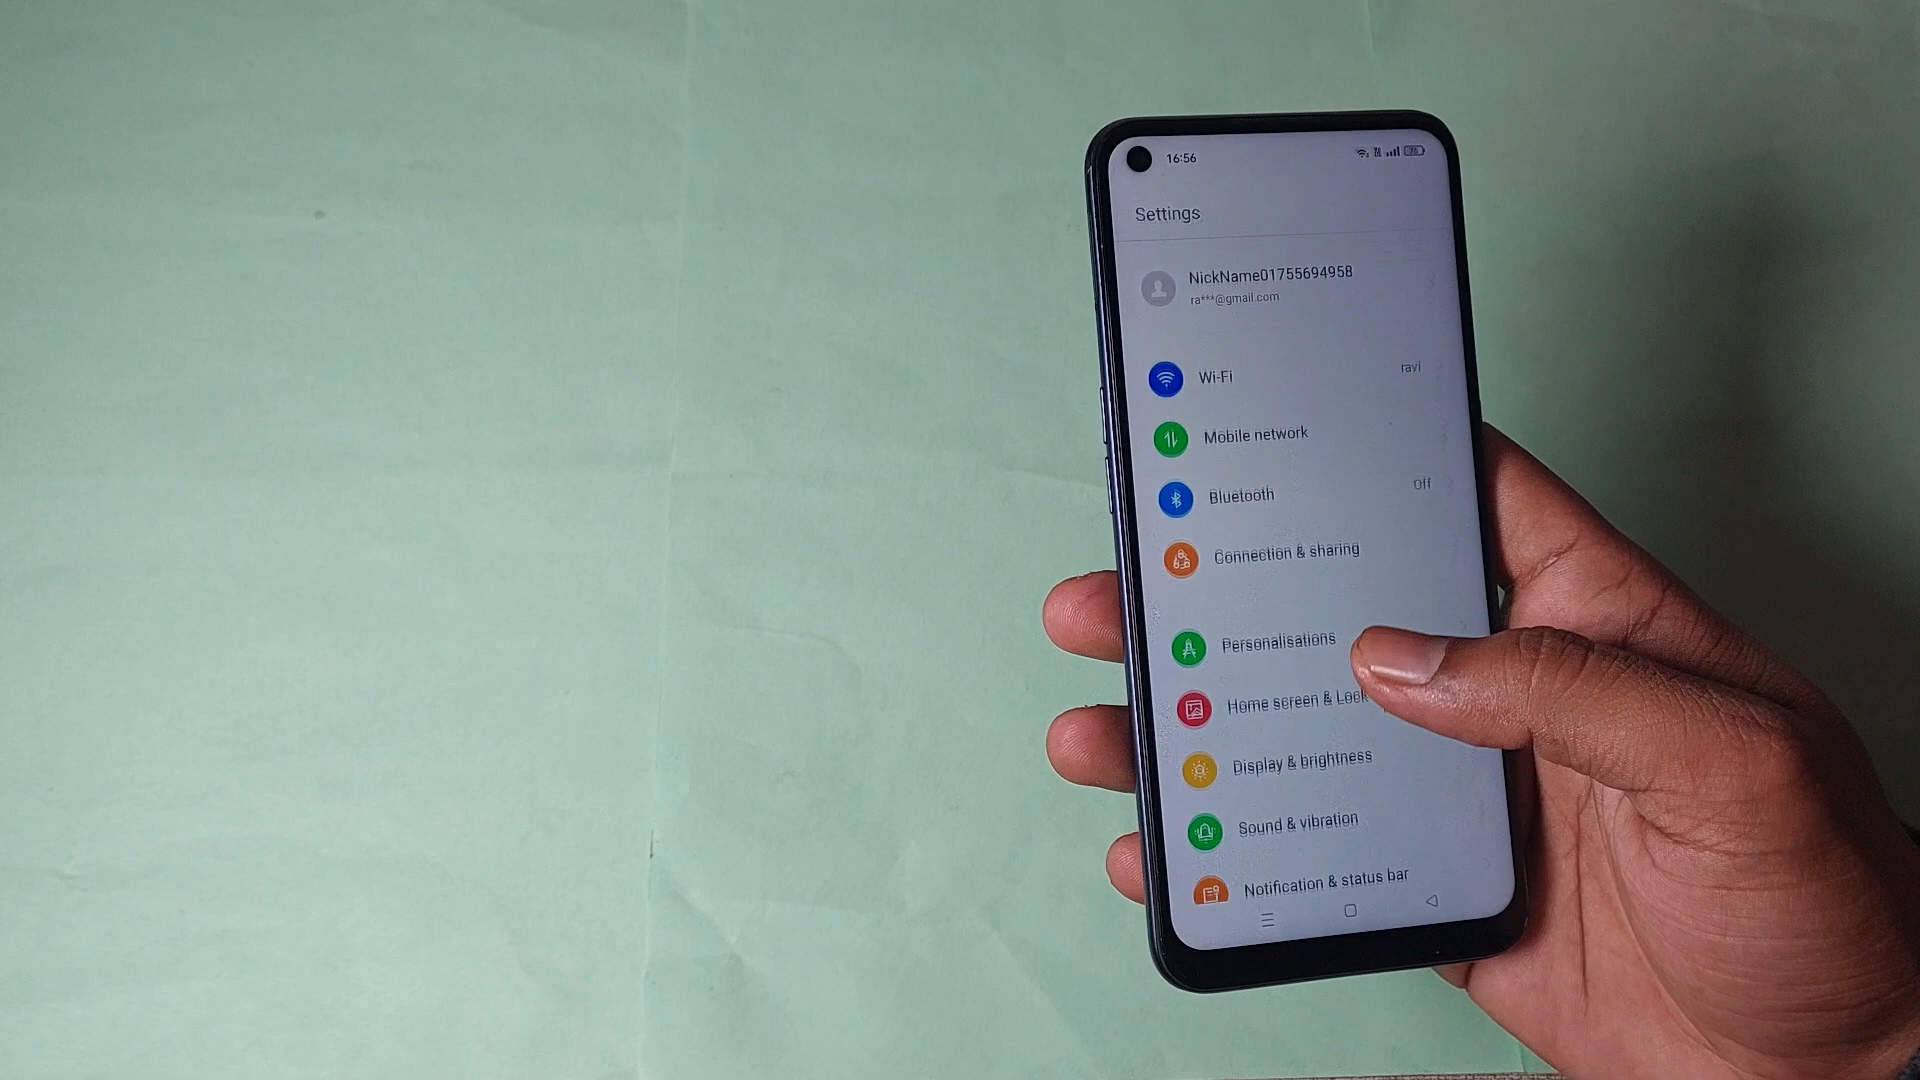 16:56
Settings
NickName01755694958
ra***@gmail.com
Wi-Fi ravi
Mobile network
Bluetooth Off
Connection & sharing
Personalisations
Home screen & Lock
Display & brightness
Sound & vibration
Notification & status bar